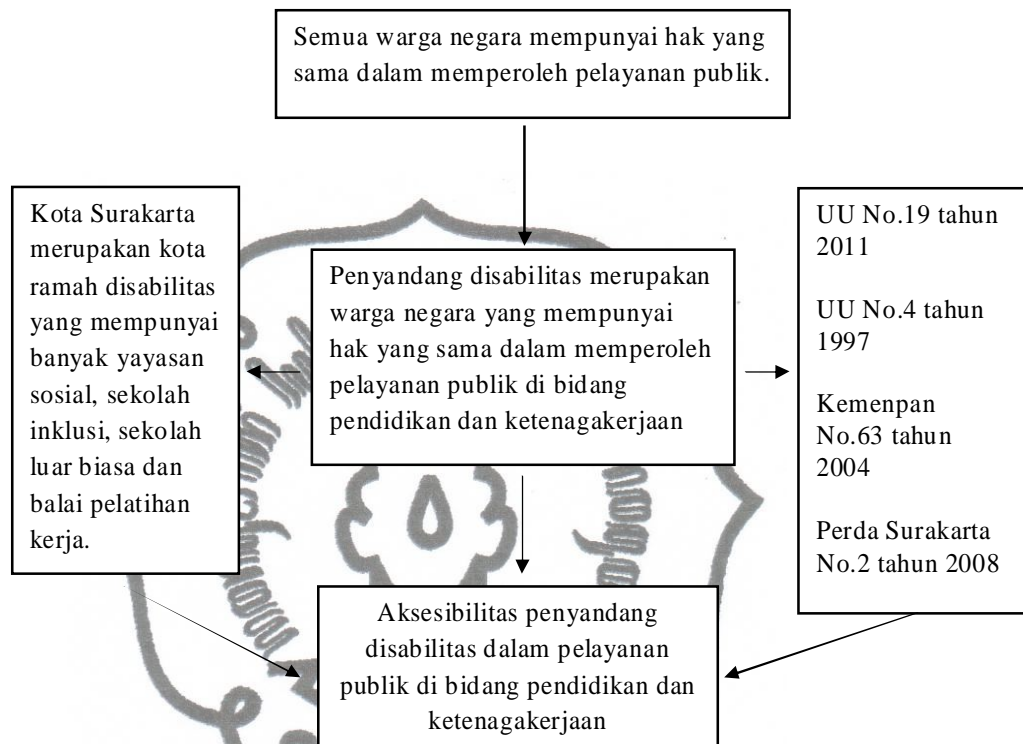 Semua warga negara mempunyai hak yang
sama dalam memperoleh pelayanan publik.
Kota Surakarta
merupakan kota
ramah disabilitas
yang mempunyai
banyak yayasan
sosial, sekolah
inklusi, sekolah
luar biasa dan
balai pelatihan
kerja.
Penyandang disabilitas merupakan
warga negara yang mempunyai
hak yang sama dalam memperoleh
pelayanan publik di bidang
pendidikan dan ketenagakerjaan
UU No.19 tahun
2011
UU No.4 tahun
1997
Kemenpan
No.63 tahun
2004
Perda Surakarta
No.2 tahun 2008
Aksesibilitas penyandang
disabilitas dalam pelayanan
publik di bidang pendidikan dan
ketenagakerjaan